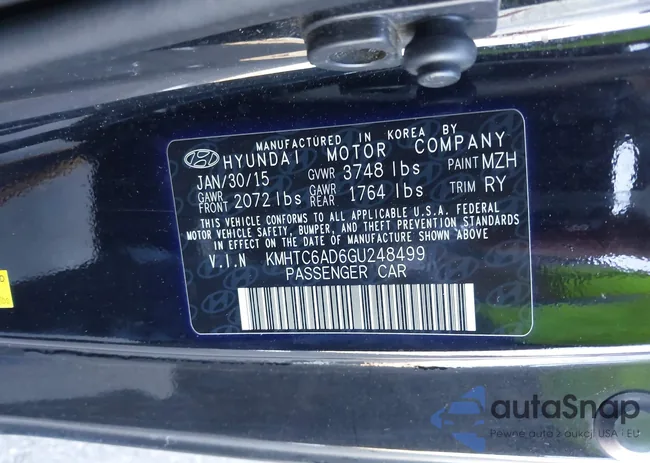 MANUFACTURED IN KOREA BY
HYUNDAI MOTOR COMPANY
JAN/30/15 GVWR 3748 lbs PAINT MZH
GAWR FRONT 2072 lbs GAWR REAR 1764 lbs TRIM RY
THIS VEHICLE CONFORMS TO ALL APPLICABLE U.S.A. FEDERAL
MOTOR VEHICLE SAFETY, BUMPER, AND THEFT PREVENTION STANDARDS
IN EFFECT ON THE DATE OF MANUFACTURE SHOWN ABOVE
V.I.N KMHTC6AD6GU248499
PASSENGER CAR
autaSnap
Pewne auta z aukcji USA i EU